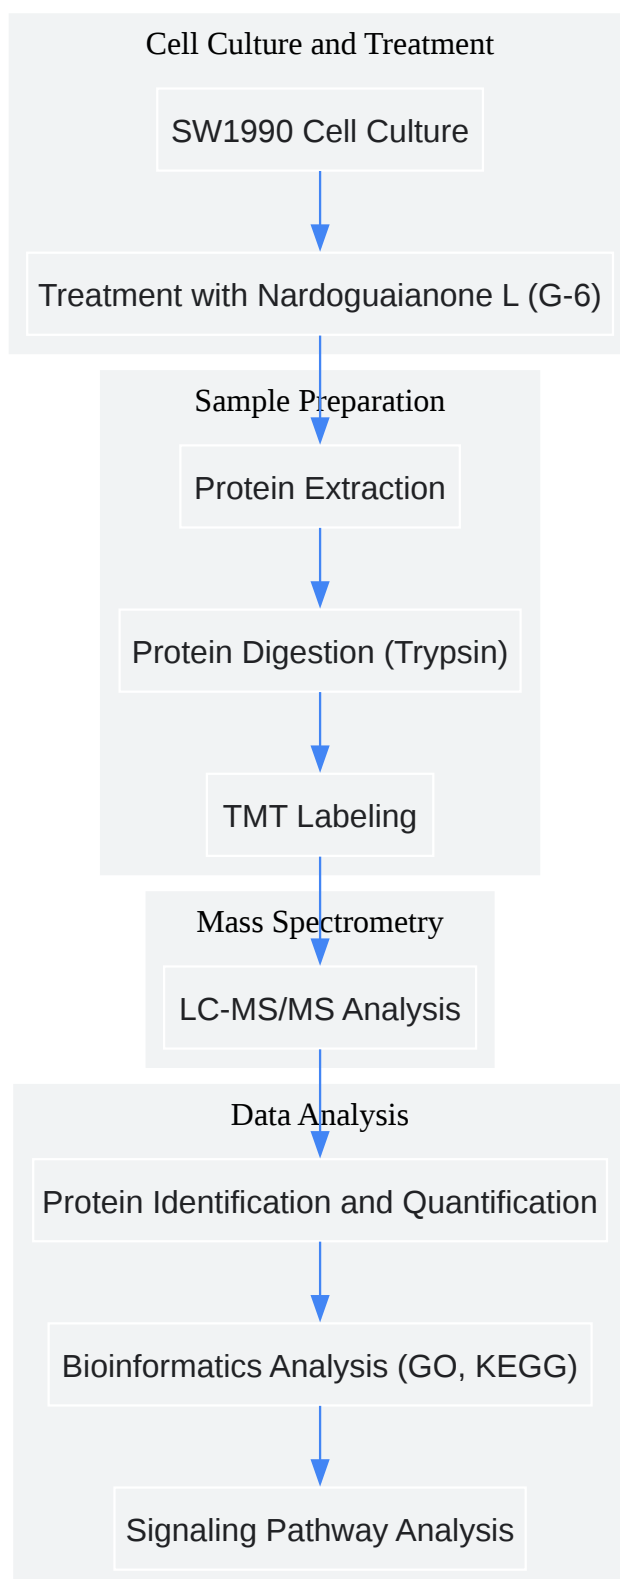 Cell Culture and Treatment
SW1990 Cell Culture
Treatment with Nardoguaianone L (G-6)
Sample Preparation
Protein Extraction
Protein Digestion (Trypsin)
TMT Labeling
Mass Spectrometry
LC-MS/MS Analysis
Data Analysis
Protein Identification and Quantification
Bioinformatics Analysis (GO, KEGG)
Signaling Pathway Analysis